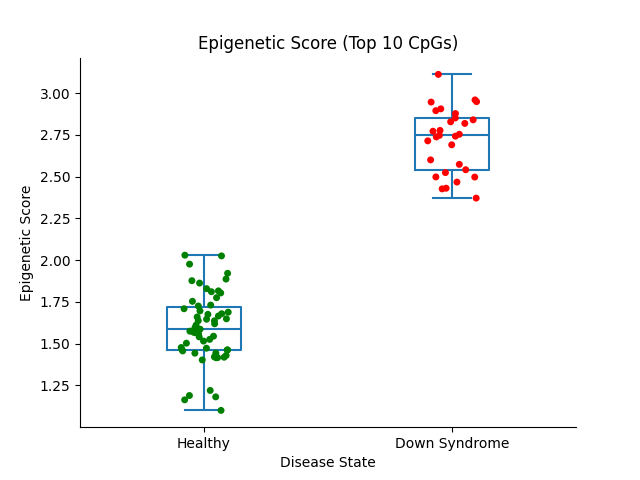 Epigenetic Score (Top 10 CpGs)
Epigenetic Score
3.00
2.75
2.50
2.25
2.00
1.75
1.50
1.25
Healthy
Down Syndrome
Disease State